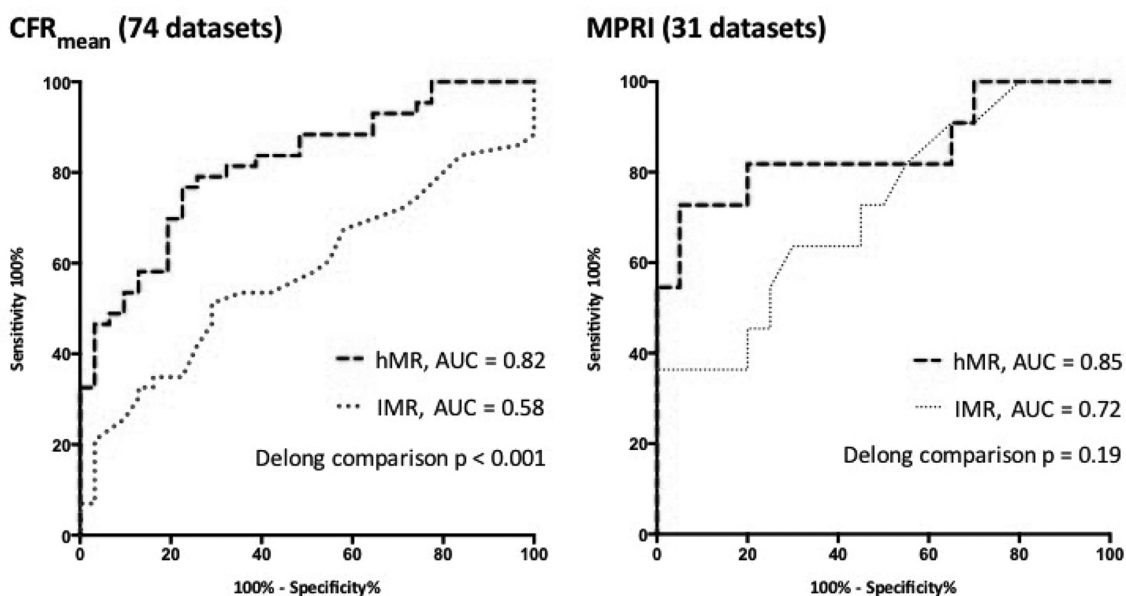 CFRmean (74 datasets)
100
80
60
40
20
0
Sensitivity 100%
hMR, AUC = 0.82
IMR, AUC = 0.58
Delong comparison p < 0.001
0 20 40 60 80 100
100% - Specificity%
MPRI (31 datasets)
100
80
60
40
20
0
Sensitivity 100%
hMR, AUC = 0.85
IMR, AUC = 0.72
Delong comparison p = 0.19
0 20 40 60 80 100
100% - Specificity%